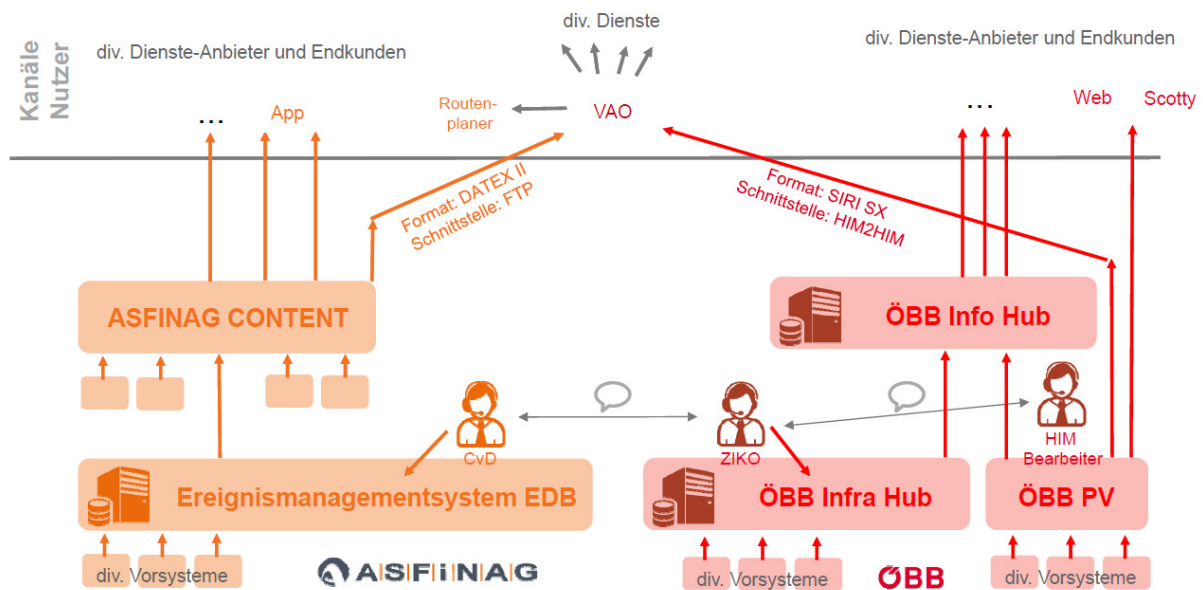 Kanäle
Nutzer
div. Dienste-Anbieter und Endkunden
div. Dienste
div. Dienste-Anbieter und Endkunden
...
App
Routen-
planer
VAO
...
Web
Scotty
Format: DATEX II
Schnittstelle: FTP
Format: SIRI SX
Schnittstelle: HIM2HIM
ASFINAG CONTENT
ÖBB Info Hub
CvD
ZIKO
HIM
Bearbeiter
Ereignismanagementsystem EDB
ÖBB Infra Hub
ÖBB PV
div. Vorsysteme
ASFiNAG
div. Vorsysteme
ÖBB
div. Vorsysteme